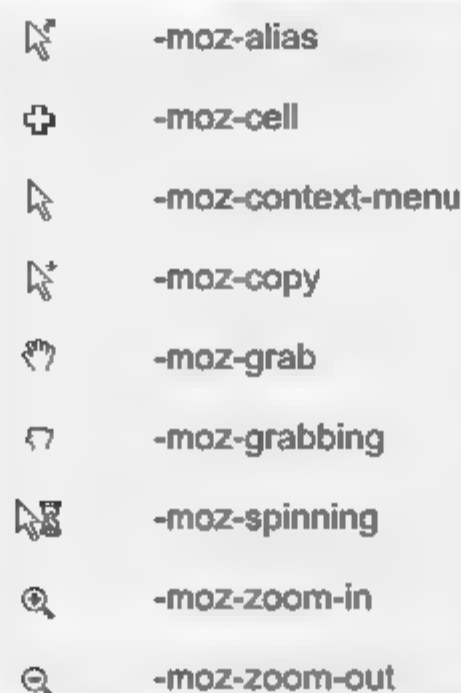 -moz-alias
-moz-cell
-moz-context-menu
-moz-copy
-moz-grab
-moz-grabbing
-moz-spinning
-moz-zoom-in
-moz-zoom-out